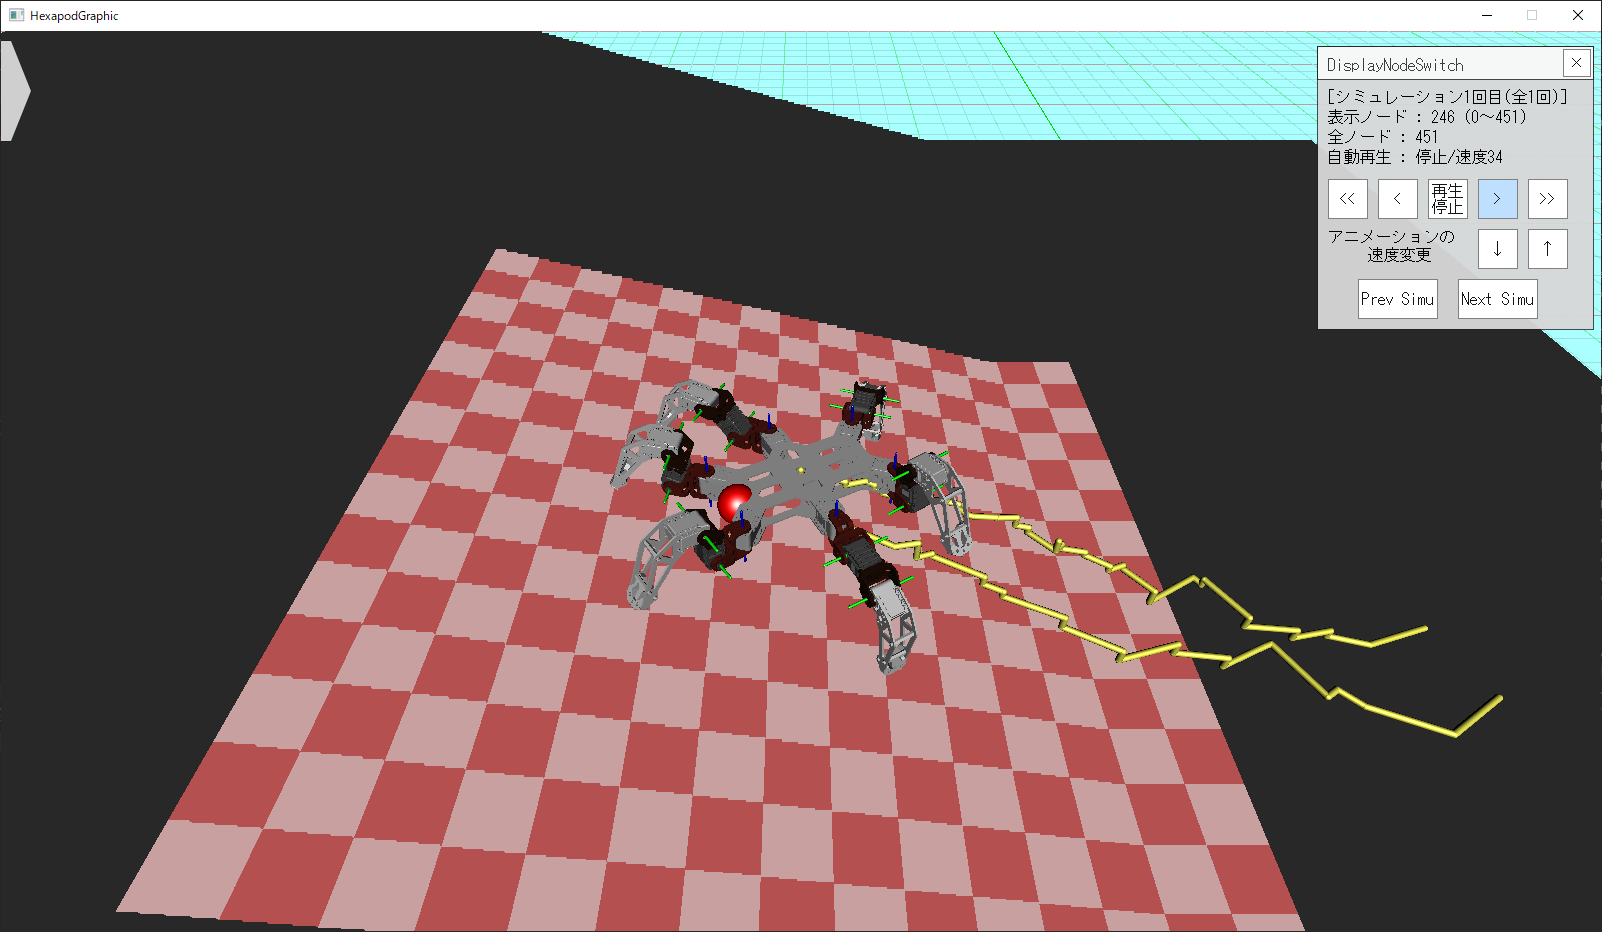 HexapodGraphic
DisplayNodeSwitch
[シミュレーション1回目(全1回)]
表示ノード : 246 (0～451)
全ノード : 451
自動再生 : 停止/速度34
<< < 再生 > >>
停止
アニメーションの
速度変更
↓ ↑
Prev Simu Next Simu